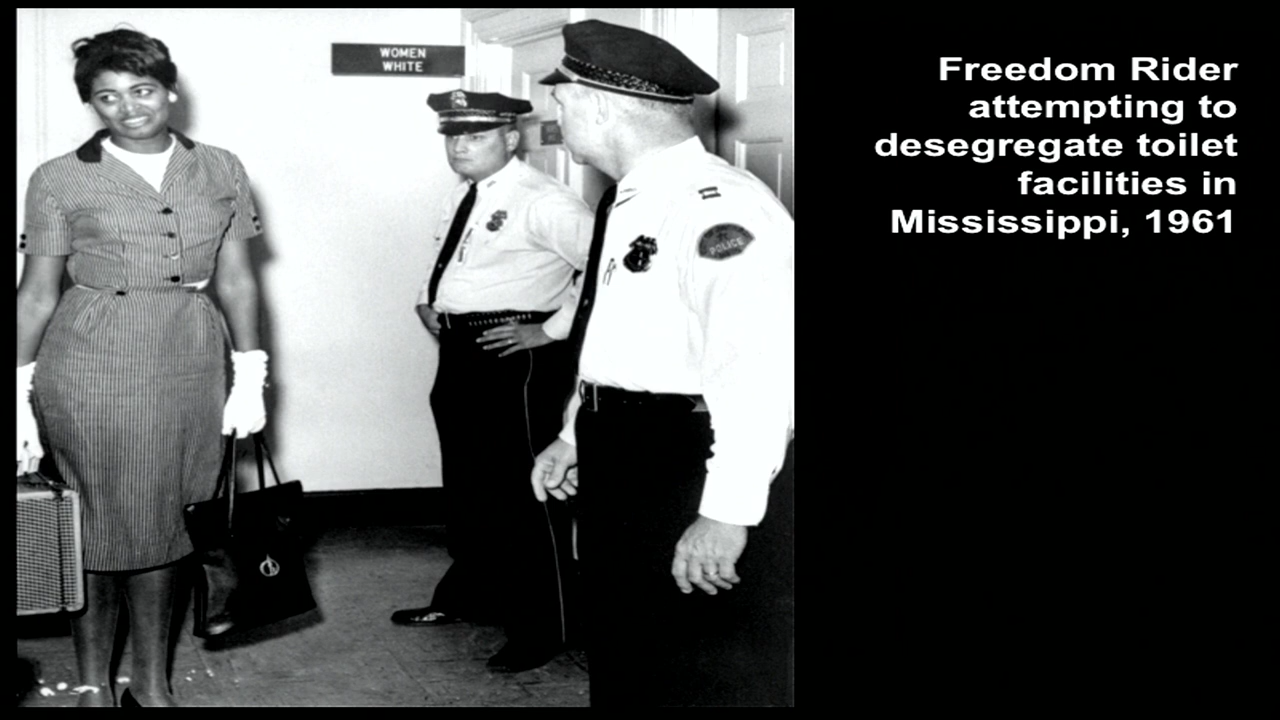 WOMEN
WHITE
POLICE
Freedom Rider
attempting to
desegregate toilet
facilities in
Mississippi, 1961